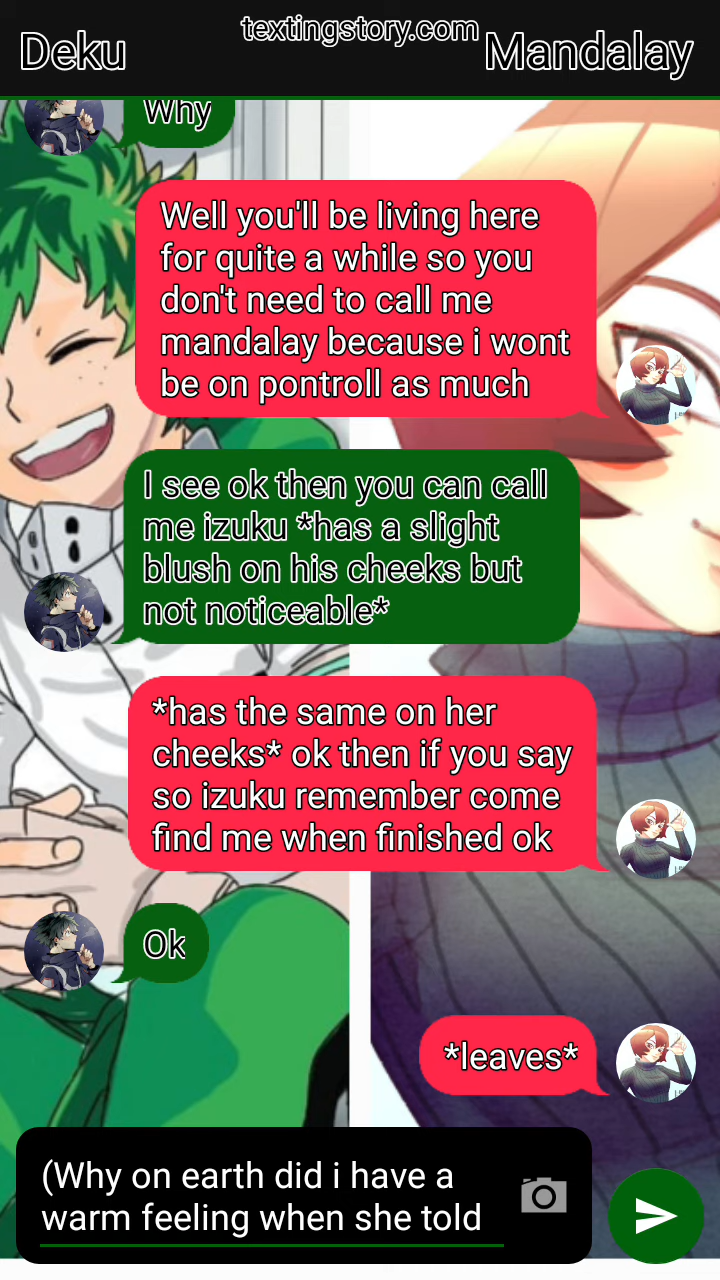 textingstory.com
Deku
Mandalay
Why
Well you'll be living here
for quite a while so you
don't need to call me
mandalay because i wont
be on pontroll as much
I see ok then you can call
me izuku *has a slight
blush on his cheeks but
not noticeable*
*has the same on her
cheeks* ok then if you say
so izuku remember come
find me when finished ok
Ok
*leaves*
(Why on earth did i have a
warm feeling when she told